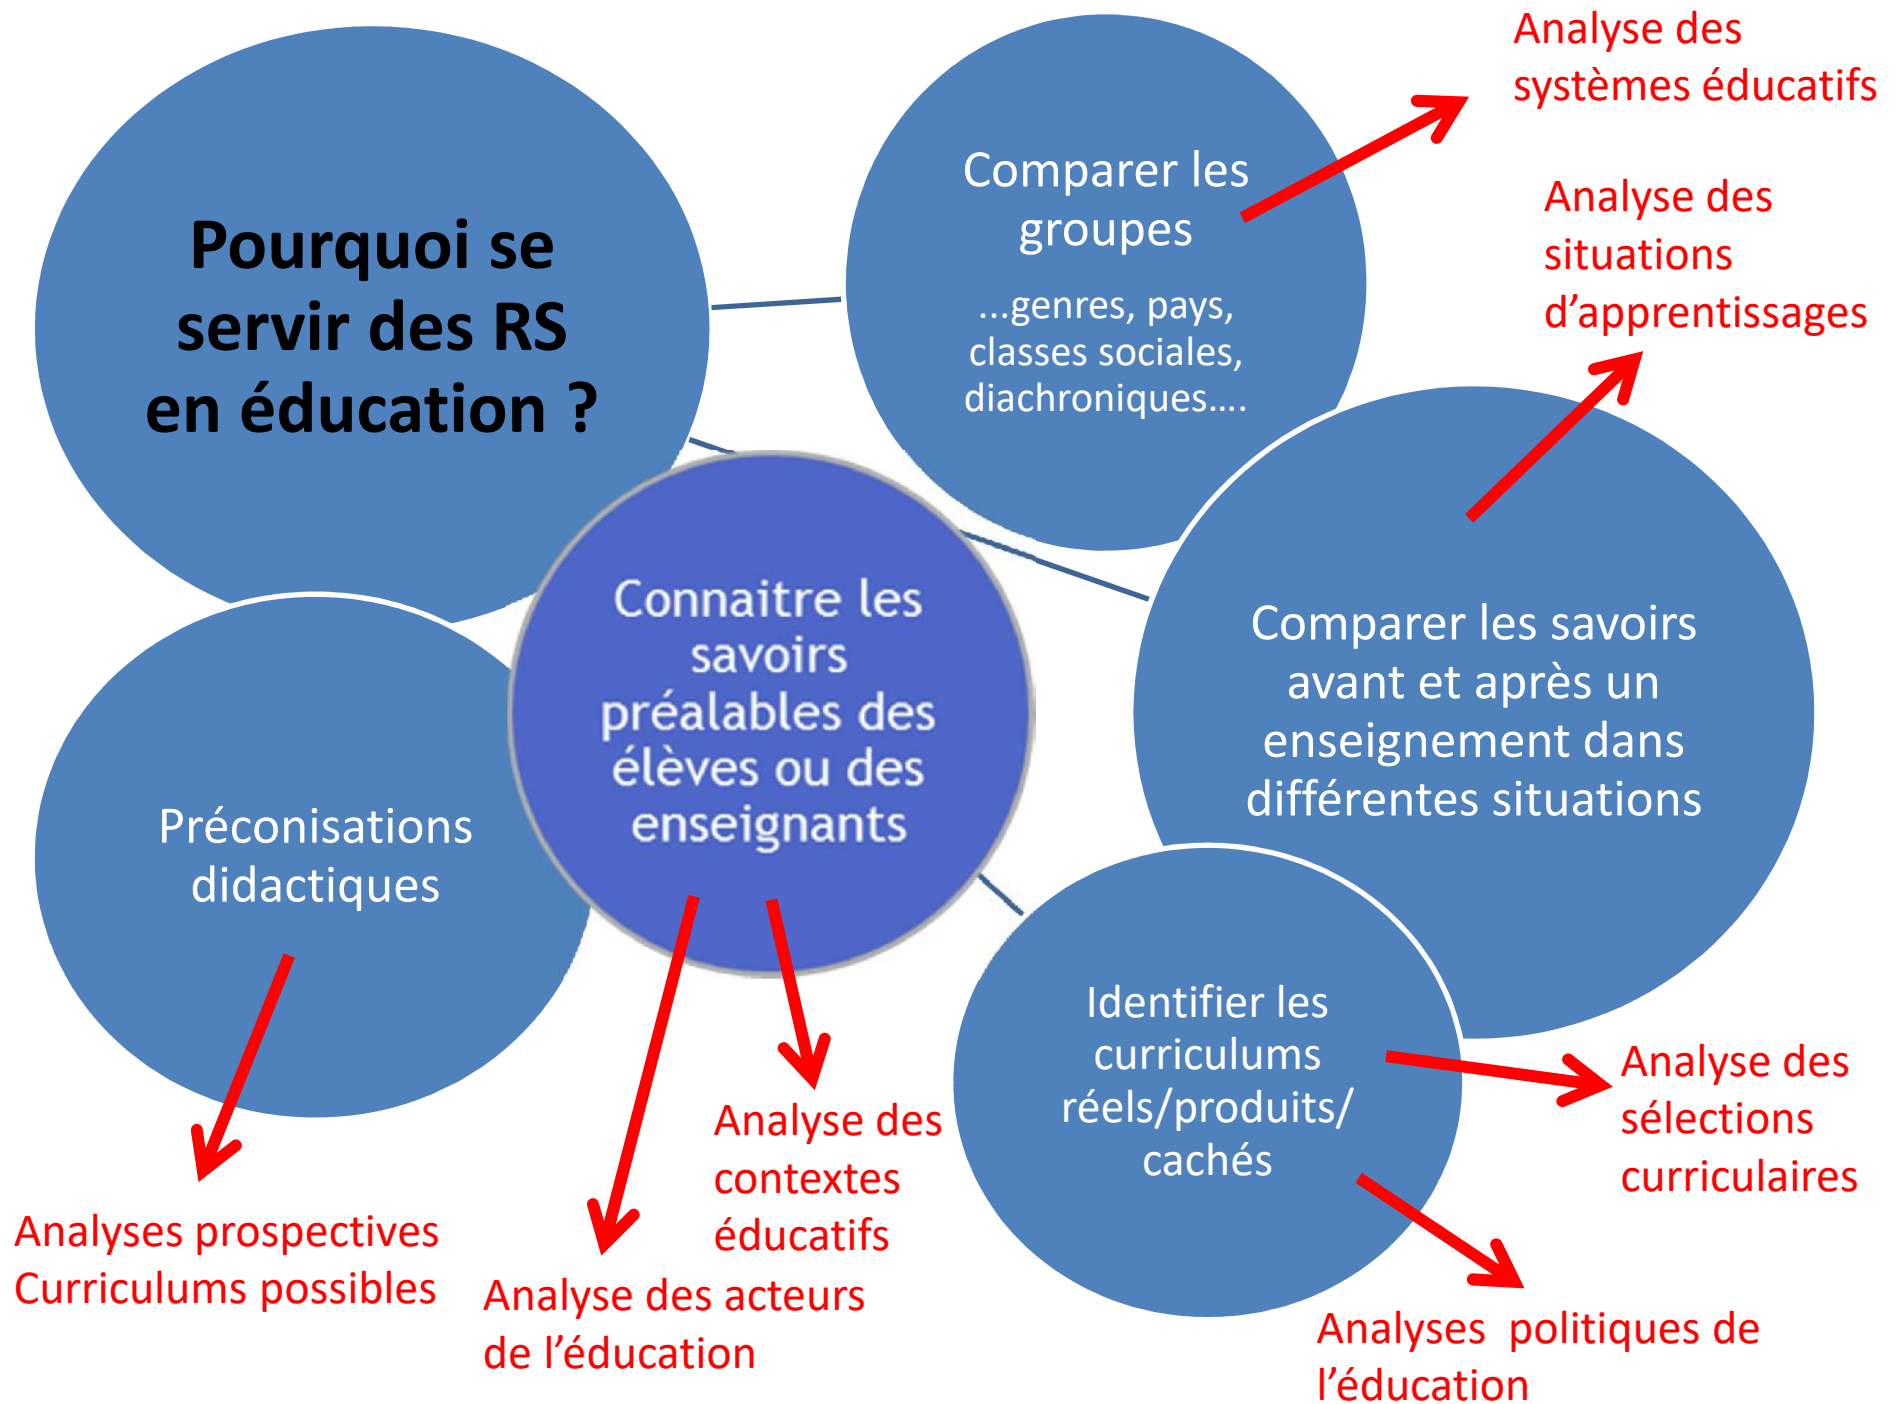 Pourquoi se
servir des RS
en éducation ?
Comparer les
groupes
...genres, pays,
classes sociales,
diachroniques....
Analyse des
systèmes éducatifs
Analyse des
situations
d’apprentissages
Comparer les savoirs
avant et après un
enseignement dans
différentes situations
Connaitre les
savoirs
préalables des
élèves ou des
enseignants
Préconisations
didactiques
Identifier les
curriculums
réels/produits/
cachés
Analyse des
sélections
curriculaires
Analyse des
contextes
éducatifs
Analyses prospectives
Curriculums possibles
Analyse des acteurs
de l’éducation
Analyses  politiques de
l’éducation